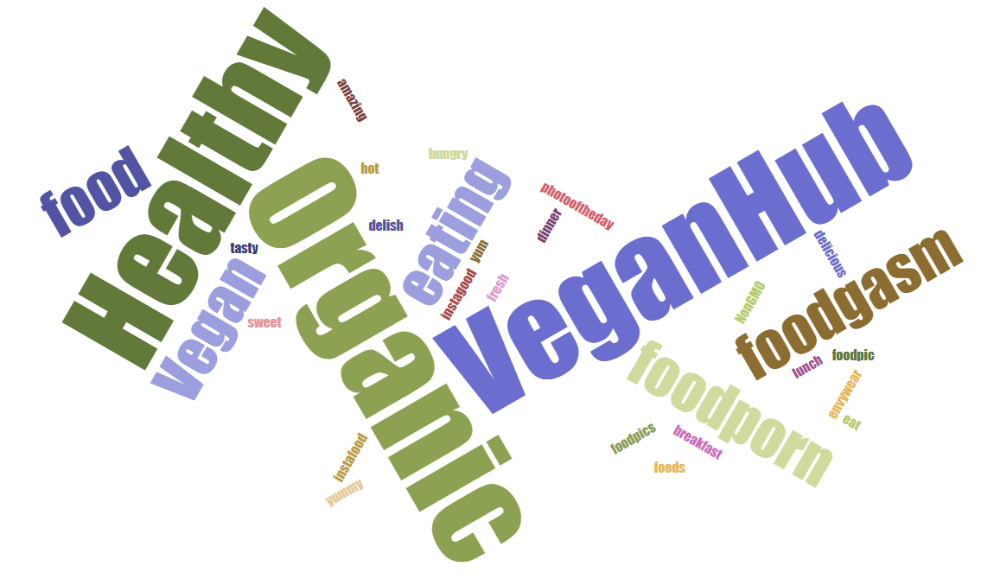 Healthy
amazing
food
hungry
hot
Organic
eating
photooftheday
VeganHub
dinner
delish
tasty
yum
delicious
Vegan
instagood
fresh
foodgasm
NonGMO
sweet
foodporn
lunch
foodpic
envywear
eat
foodpics
breakfast
instafood
foods
yummy